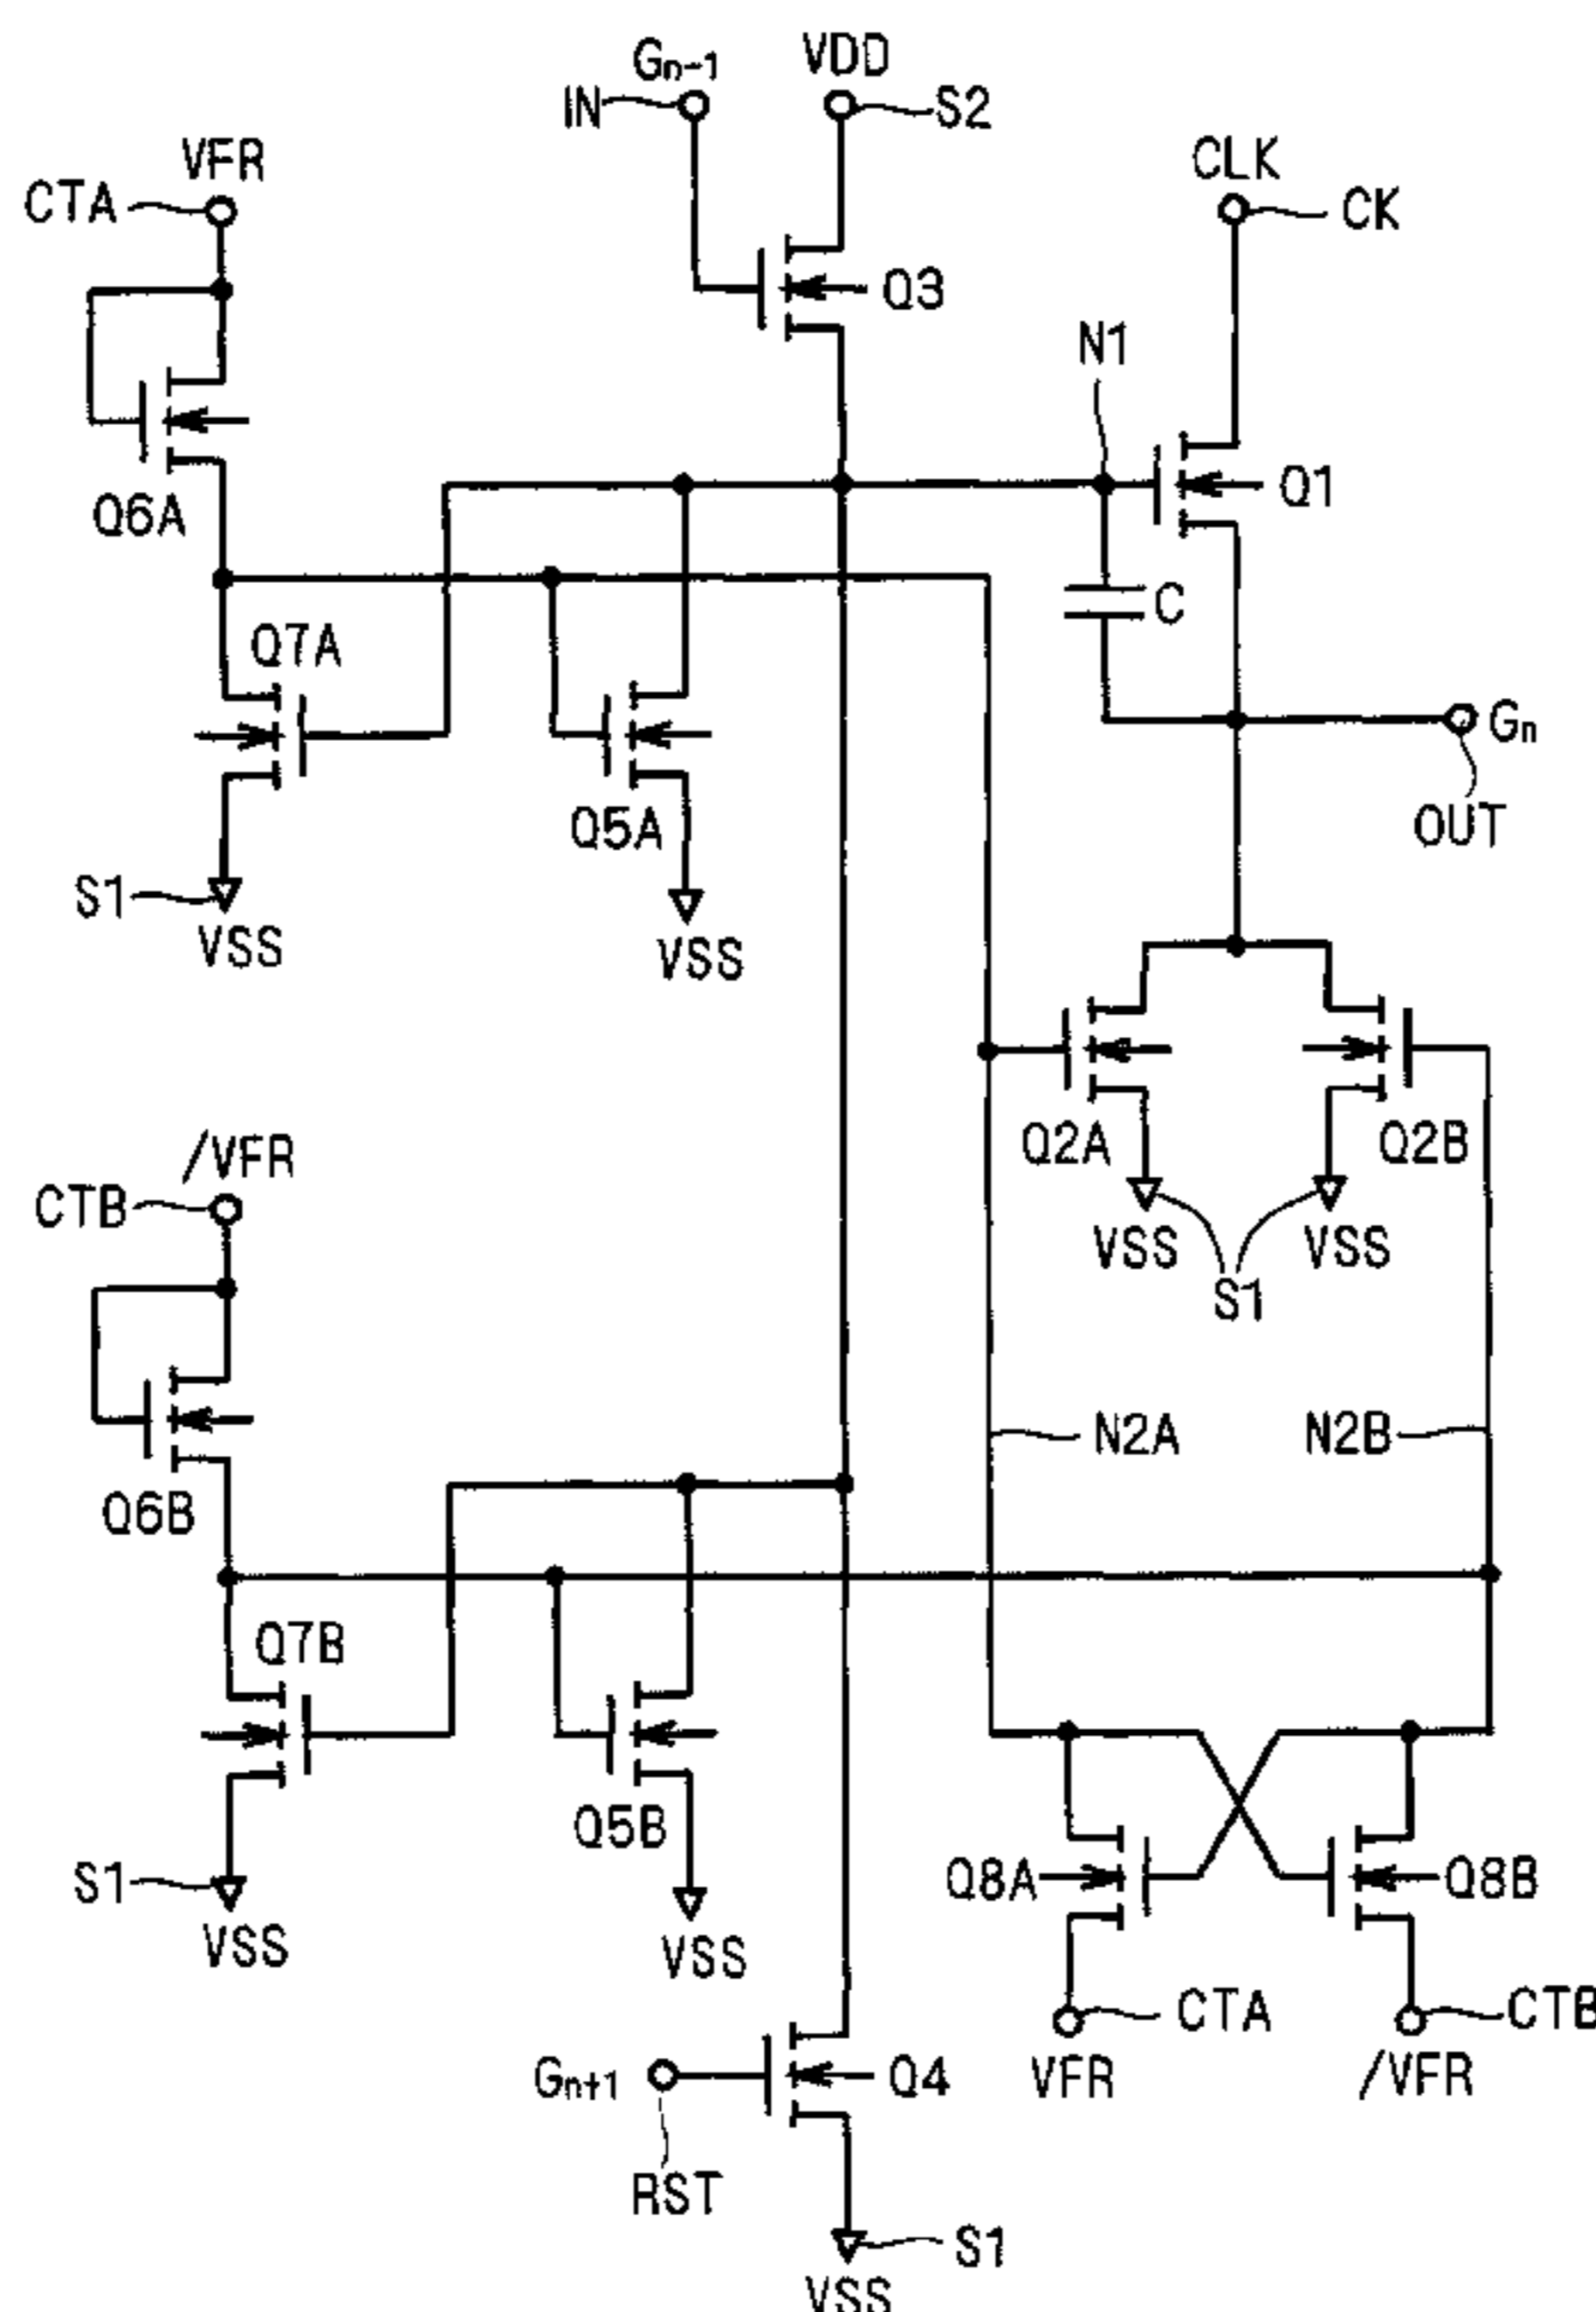 Gn-1
VDD
IN
S2
VFR
CTA
CLK
CK
Q3
N1
Q6A
Q1
C
Q7A
Gn
Q5A
OUT
S1
VSS
VSS
Q2A
Q2B
/VFR
CTB
VSS
VSS
S1
N2A
N2B
Q6B
Q7B
Q5B
Q8A
Q8B
S1
VSS
VSS
CTA
CTB
Gn+1
Q4
VFR
/VFR
RST
S1
VSS